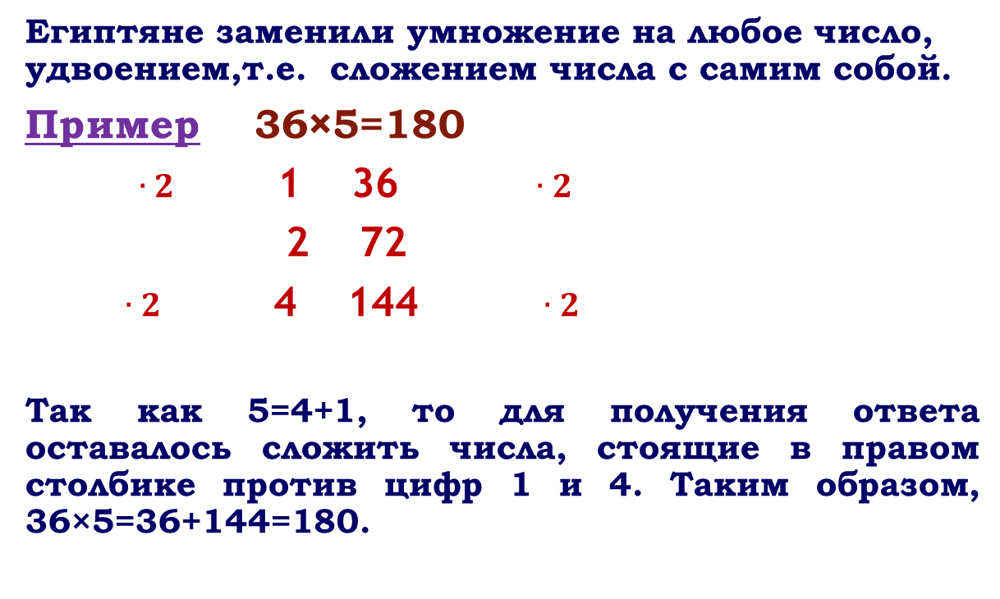 Египтяне заменили умножение на любое число,
удвоением,т.е. сложением числа с самим собой.
Пример 36×5=180
· 2 1 36 · 2
2 72
· 2 4 144 · 2
Так как 5=4+1, то для получения ответа
оставалось сложить числа, стоящие в правом
столбике против цифр 1 и 4. Таким образом,
36×5=36+144=180.